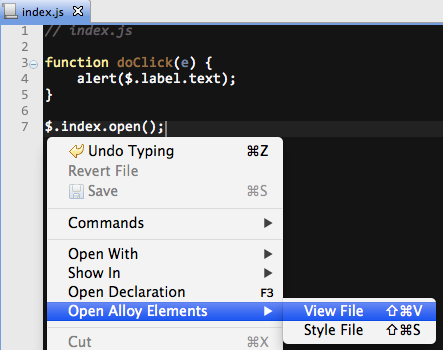 index.js
1 // index.js
2
3 function doClick(e) {
4 alert($.label.text);
5 }
6
7 $.index.open();
Undo Typing ⌘Z
Revert File
Save ⌘S
Commands
Open With
Show In
Open Declaration F3
Open Alloy Elements
View File ⇧⌘V
Style File ⇧⌘S
Cut ⌘X